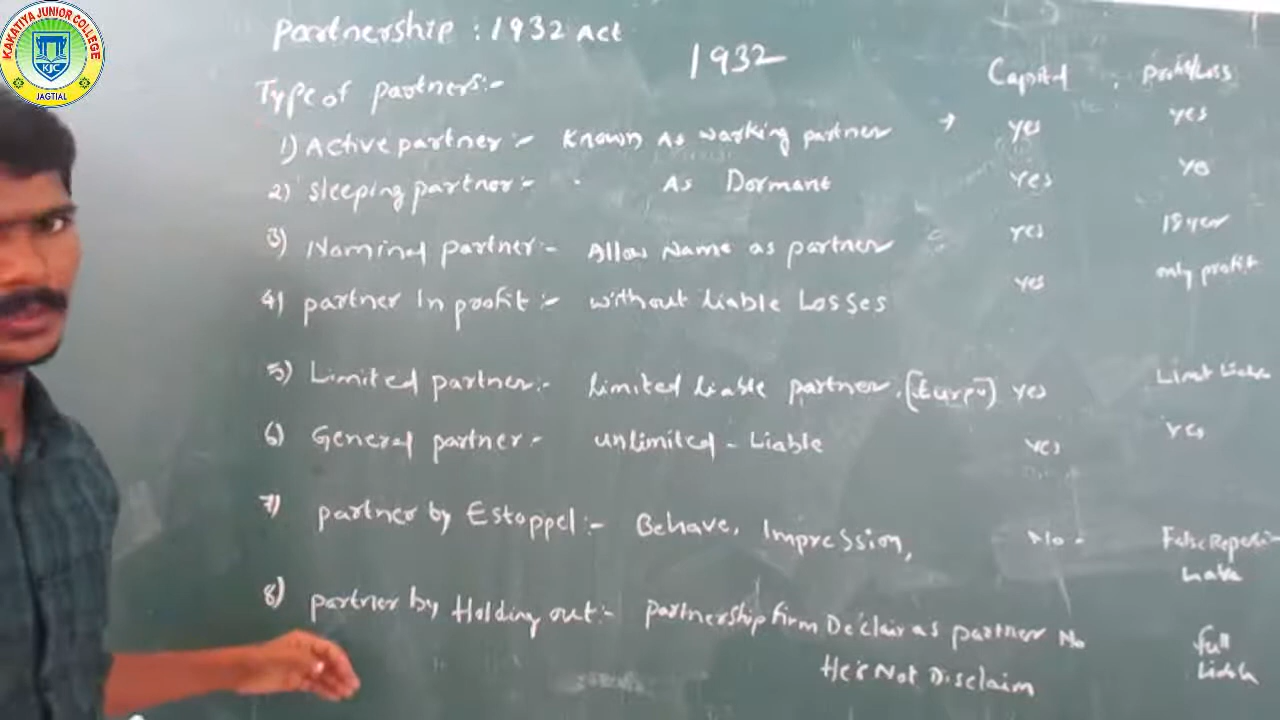 KAKATIYA JUNIOR COLLEGE
KJC
JAGTIAL
Partnership : 1932 Act
1932
Capital Profit/Loss
Type of partners:-
1) Active partner :- Known As working partner → yes yes
2) Sleeping partner :- As Dormant yes
3) Nominal partner :- Allow Name as partner yes
4) partner In profit :- without liable Losses yes only profit
5) Limited partner :- Limited liable partner. yes Limit Liable
6) General partner :- unlimited - Liable yes yes
7) partner by Estoppel :- Behave, Impression, No - False
8) partner by Holding out :- partnership firm Declair as partner No full
He is Not Disclaim